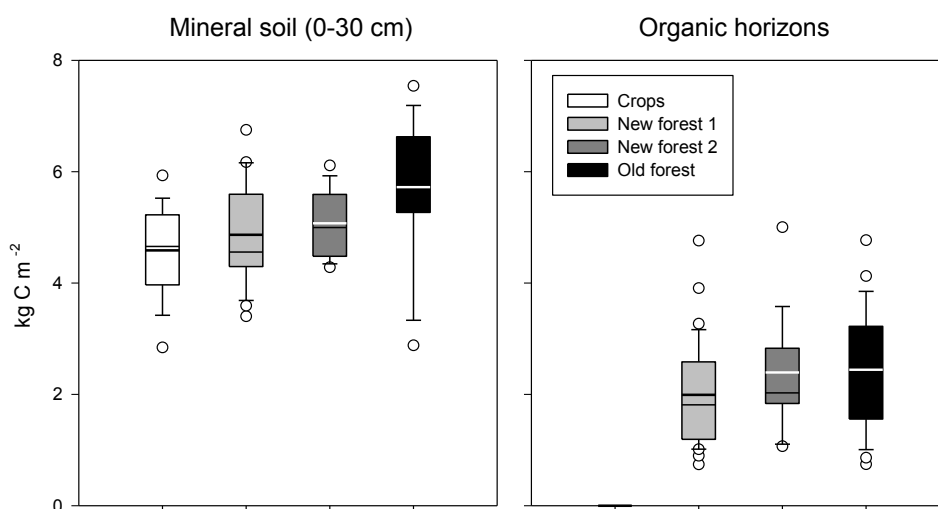 Mineral soil (0-30 cm)
Organic horizons
kg C m -2
8
6
4
2
0
Crops
New forest 1
New forest 2
Old forest